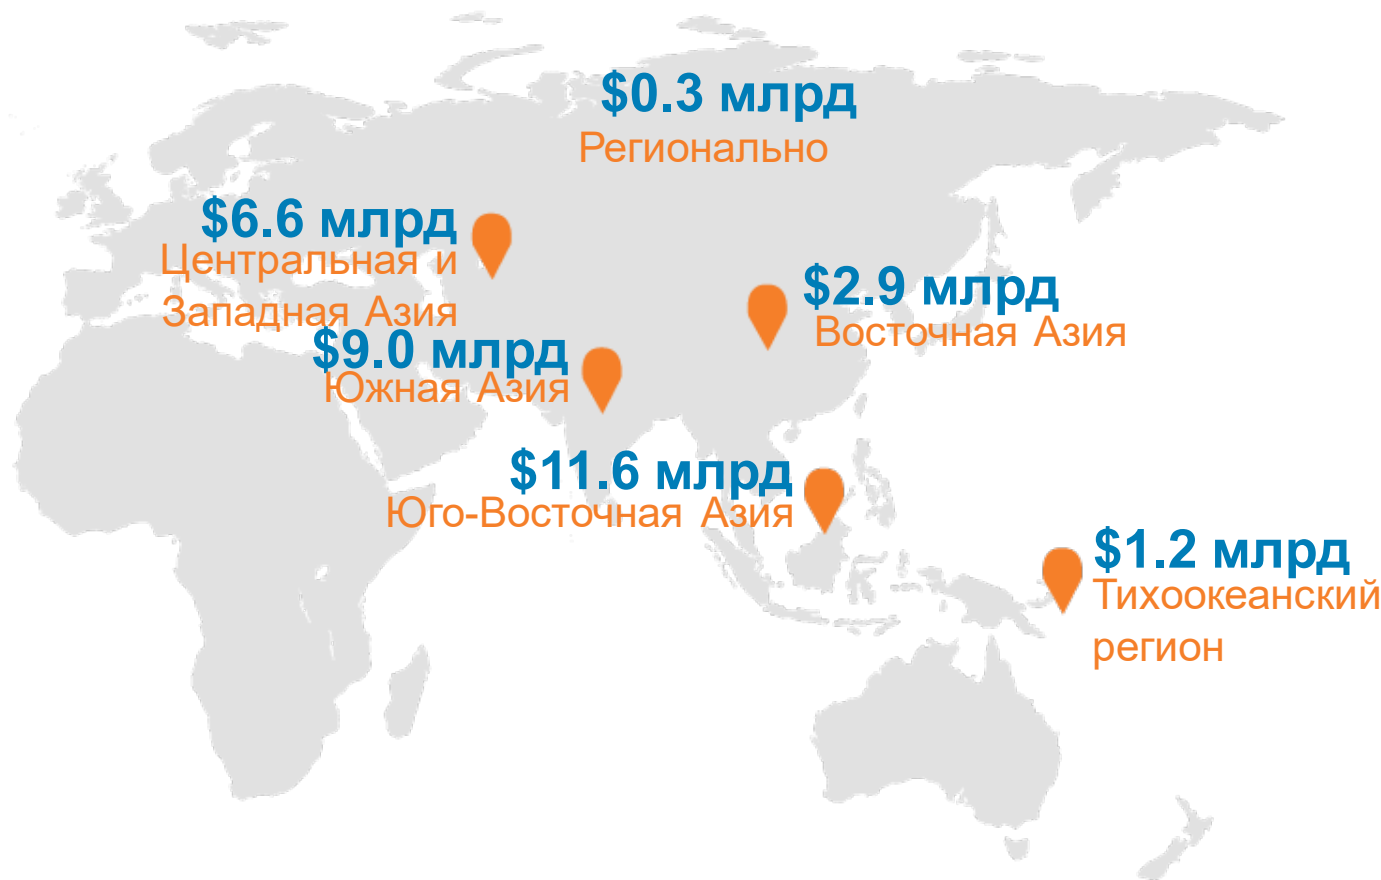 $0.3 млрд
Регионально
$6.6 млрд
Центральная и
Западная Азия
$2.9 млрд
Восточная Азия
$9.0 млрд
Южная Азия
$11.6 млрд
Юго-Восточная Азия
$1.2 млрд
Тихоокеанский
регион